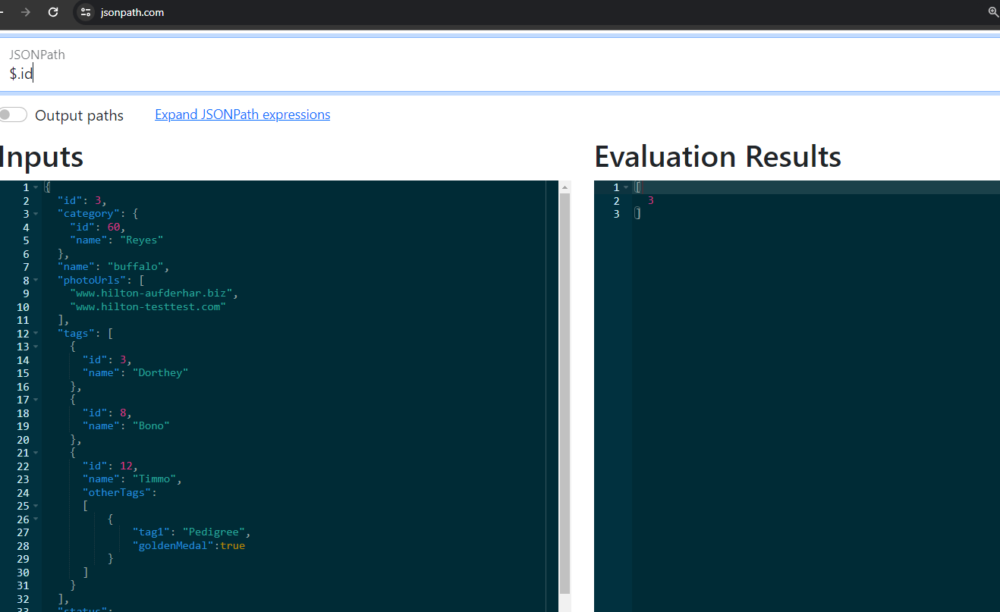 jsonpath.com
JSONPath
$.id
Output paths
Expand JSONPath expressions
Inputs
1 {
2 "id": 3,
3 "category": {
4 "id": 60,
5 "name": "Reyes"
6 },
7 "name": "buffalo",
8 "photoUrls": [
9 "www.hilton-aufderhar.biz",
10 "www.hilton-testtest.com"
11 ],
12 "tags": [
13 {
14 "id": 3,
15 "name": "Dorthey"
16 },
17 {
18 "id": 8,
19 "name": "Bono"
20 },
21 {
22 "id": 12,
23 "name": "Timmo",
24 "otherTags":
25 [
26 {
27 "tag1": "Pedigree",
28 "goldenMedal":true
29 }
30 ]
31 }
32 ],
33 "status":
Evaluation Results
1 [
2 3
3 ]